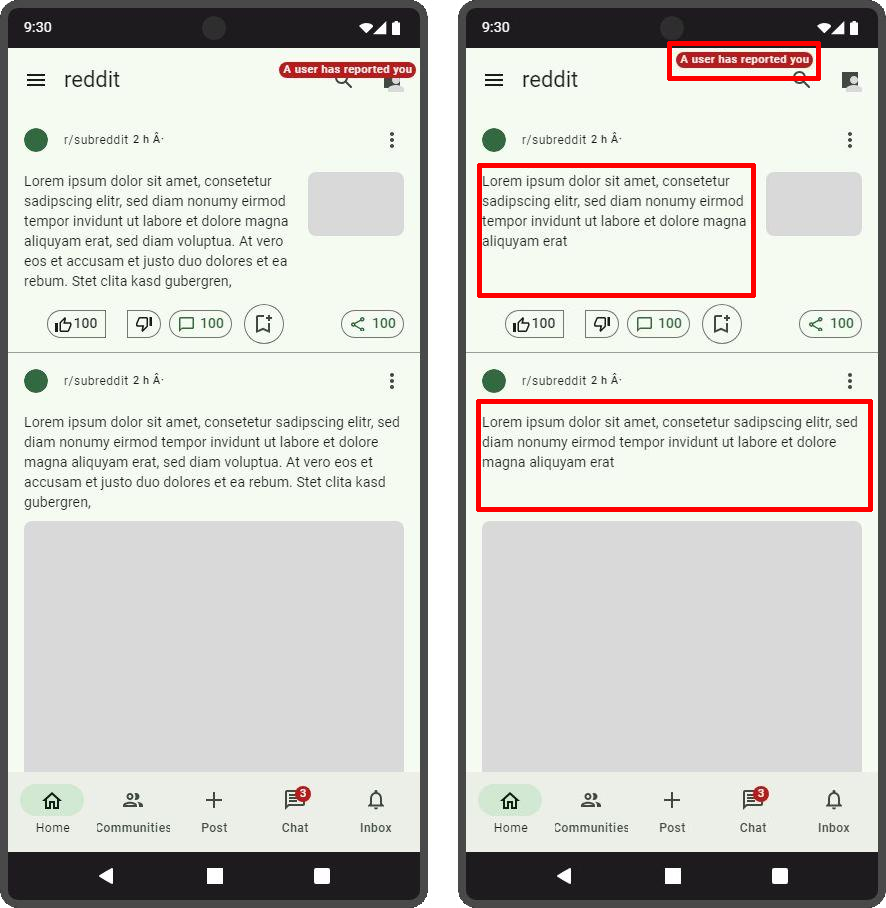 9:30
A user has reported you
reddit
r/subreddit 2 h Â·
Lorem ipsum dolor sit amet, consetetur
sadipscing elitr, sed diam nonumy eirmod
tempor invidunt ut labore et dolore magna
aliquyam erat, sed diam voluptua. At vero
eos et accusam et justo duo dolores et ea
rebum. Stet clita kasd gubergren,
100
100
100
r/subreddit 2 h Â·
Lorem ipsum dolor sit amet, consetetur sadipscing elitr, sed
diam nonumy eirmod tempor invidunt ut labore et dolore
magna aliquyam erat, sed diam voluptua. At vero eos et
accusam et justo duo dolores et ea rebum. Stet clita kasd
gubergren,
3
Home
Communities
Post
Chat
Inbox
9:30
A user has reported you
reddit
r/subreddit 2 h Â·
Lorem ipsum dolor sit amet, consetetur
sadipscing elitr, sed diam nonumy eirmod
tempor invidunt ut labore et dolore magna
aliquyam erat
100
100
100
r/subreddit 2 h Â·
Lorem ipsum dolor sit amet, consetetur sadipscing elitr, sed
diam nonumy eirmod tempor invidunt ut labore et dolore
magna aliquyam erat
3
Home
Communities
Post
Chat
Inbox